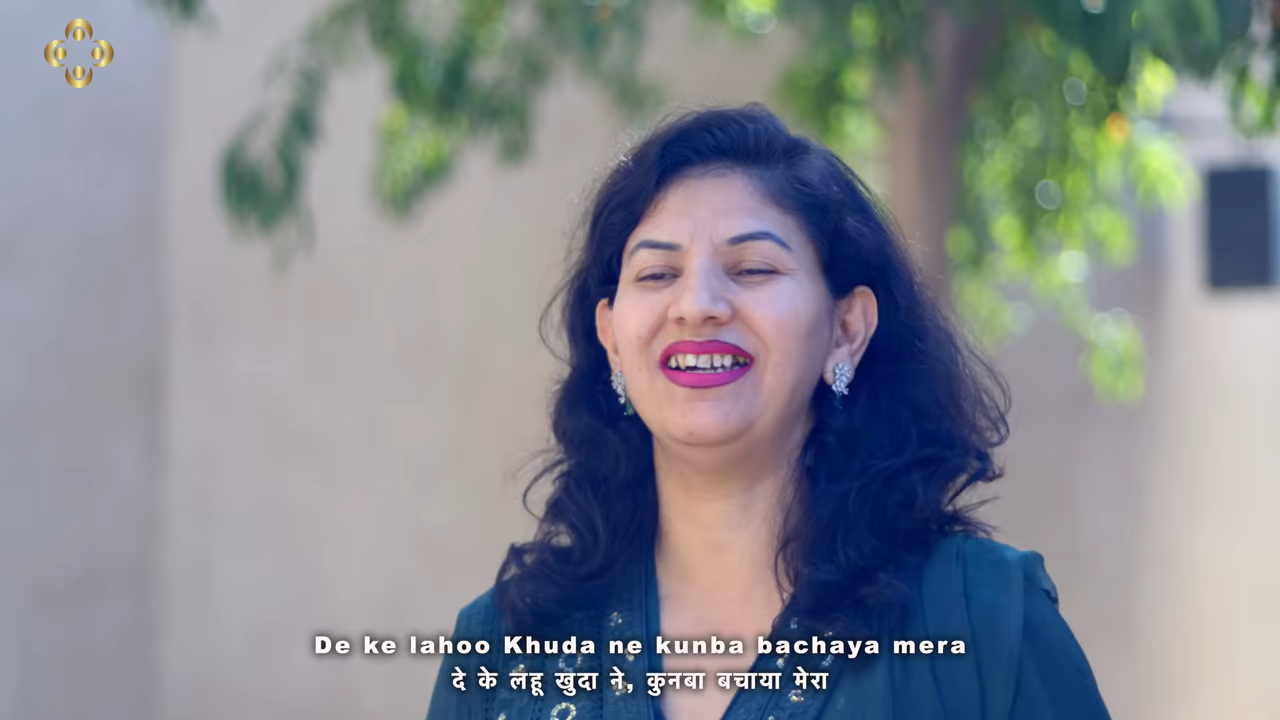 De ke lahoo Khuda ne kunba bachaya mera
दे के लहू खुदा ने, कुनबा बचाया मेरा